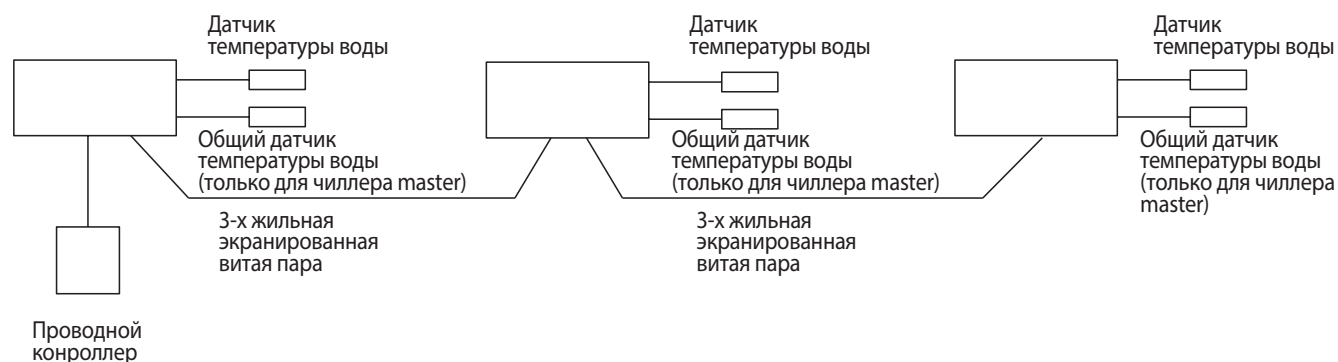 Датчик
температуры воды
Общий датчик
температуры воды
(только для чиллера master)
3-х жильная
экранированная
витая пара
Проводной
конроллер
Датчик
температуры воды
Общий датчик
температуры воды
(только для чиллера master)
3-х жильная
экранированная
витая пара
Датчик
температуры воды
Общий датчик
температуры воды
(только для чиллера
master)